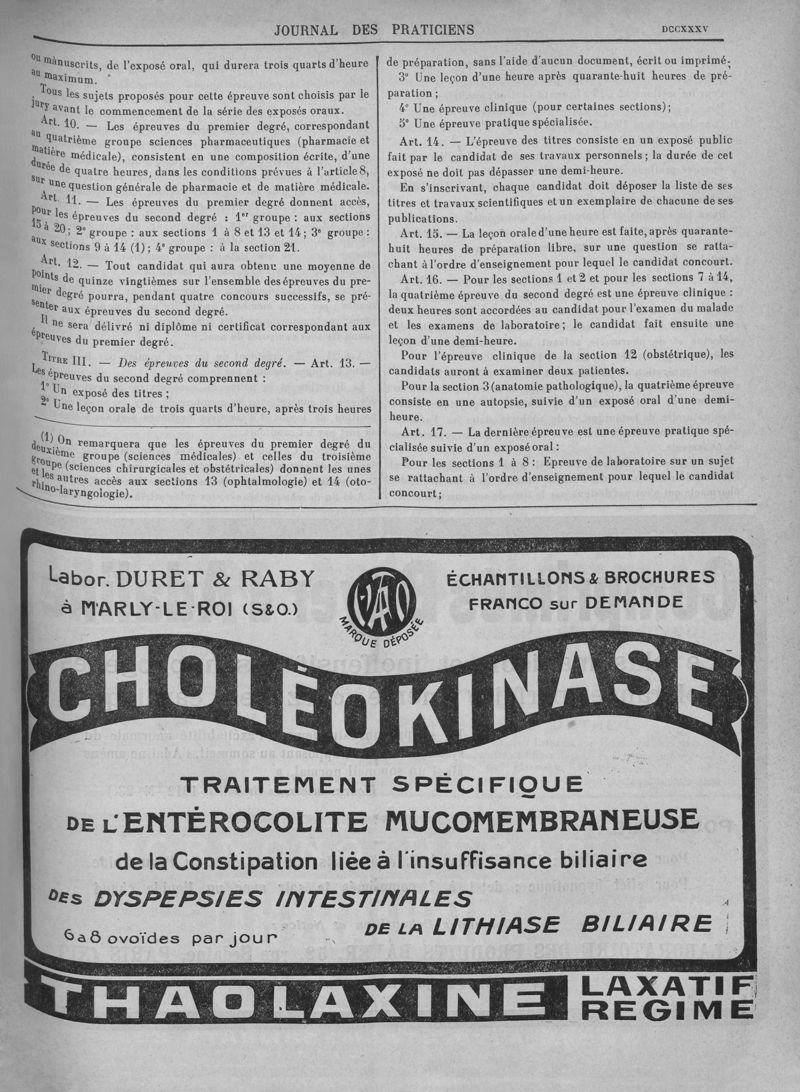 JOURNAL DES PRATICIENS
DCCXXXV
ou manuscrits, de l'exposé oral, qui durera trois quarts d'heure
au maximum.
Tous les sujets proposés pour cette épreuve sont choisis par le
jury avant le commencement de la série des exposés oraux.
Art. 10. — Les épreuves du premier degré, correspondant
au quatrième groupe sciences pharmaceutiques (pharmacie et
matière médicale), consistent en une composition écrite, d'une
durée de quatre heures, dans les conditions prévues à l'article 8,
sur une question générale de pharmacie et de matière médicale.
Art. 11. — Les épreuves du premier degré donnent accès,
pour les épreuves du second degré : 1er groupe : aux sections
15 à 20 ; 2e groupe : aux sections 1 à 8 et 13 et 14 ; 3e groupe :
aux sections 9 à 14 (1) ; 4e groupe : à la section 21.
Art. 12. — Tout candidat qui aura obtenu une moyenne de
points de quinze vingtièmes sur l'ensemble des épreuves du pre-
mier degré pourra, pendant quatre concours successifs, se pré-
senter aux épreuves du second degré.
Il ne sera délivré ni diplôme ni certificat correspondant aux
épreuves du premier degré.
TITRE III. — Des épreuves du second degré. — Art. 13. —
Les épreuves du second degré comprennent :
1° Un exposé des titres ;
2° Une leçon orale de trois quarts d'heure, après trois heures
(1) On remarquera que les épreuves du premier degré du
deuxième groupe (sciences médicales) et celles du troisième
groupe (sciences chirurgicales et obstétricales) donnent les unes
et les autres accès aux sections 13 (ophtalmologie) et 14 (oto-
rhino-laryngologie).
de préparation, sans l'aide d'aucun document, écrit ou imprimé.
3° Une leçon d'une heure après quarante-huit heures de pré-
paration ;
4° Une épreuve clinique (pour certaines sections) ;
5° Une épreuve pratique spécialisée.
Art. 14. — L'épreuve des titres consiste en un exposé public
fait par le candidat de ses travaux personnels ; la durée de cet
exposé ne doit pas dépasser une demi-heure.
En s'inscrivant, chaque candidat doit déposer la liste de ses
titres et travaux scientifiques et un exemplaire de chacune de ses
publications.
Art. 15. — La leçon orale d'une heure est faite, après quarante-
huit heures de préparation libre, sur une question se ratta-
chant à l'ordre d'enseignement pour lequel le candidat concourt.
Art. 16. — Pour les sections 1 et 2 et pour les sections 7 à 14,
la quatrième épreuve du second degré est une épreuve clinique :
deux heures sont accordées au candidat pour l'examen du malade
et les examens de laboratoire ; le candidat fait ensuite une
leçon d'une demi-heure.
Pour l'épreuve clinique de la section 12 (obstétrique), les
candidats auront à examiner deux patientes.
Pour la section 3 (anatomie pathologique), la quatrième épreuve
consiste en une autopsie, suivie d'un exposé oral d'une demi-
heure.
Art. 17. — La dernière épreuve est une épreuve pratique spé-
cialisée suivie d'un exposé oral :
Pour les sections 1 à 8 : Epreuve de laboratoire sur un sujet
se rattachant à l'ordre d'enseignement pour lequel le candidat
concourt ;
Labor. DURET & RABY
à MARLY-LE-ROI (S&O.)
MARQUE DÉPOSÉE
ÉCHANTILLONS & BROCHURES
FRANCO sur DEMANDE
CHOLÉOKINASE
TRAITEMENT SPÉCIFIQUE
DE L'ENTÉROCOLITE MUCOMEMBRANEUSE
de la Constipation liée à l'insuffisance biliaire
DES DYSPEPSIES INTESTINALES
DE LA LITHIASE BILIAIRE
6 a 8 ovoïdes par jour
THAOLAXINE
LAXATIF
REGIME